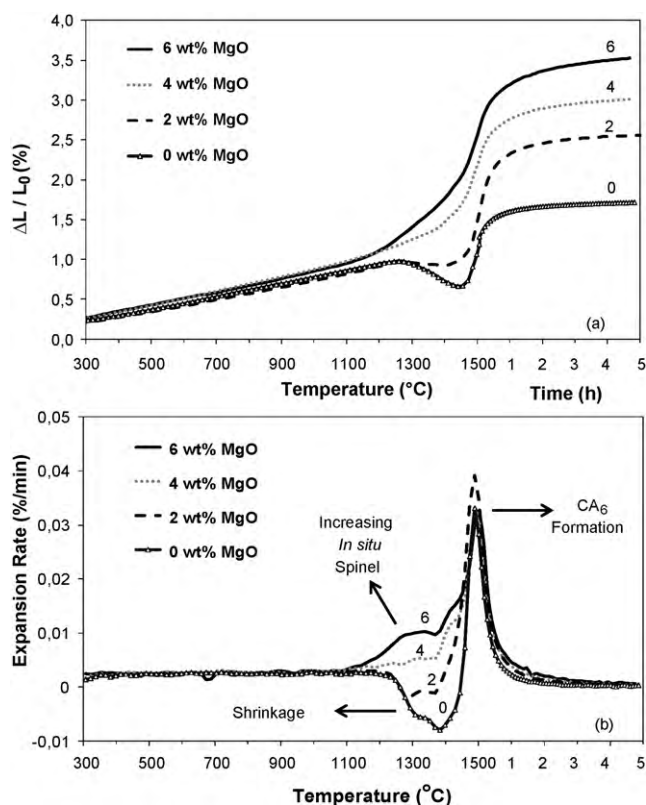 (a)
6 wt% MgO
4 wt% MgO
2 wt% MgO
0 wt% MgO
6
4
2
0
ΔL / L₀ (%)
4,0
3,5
3,0
2,5
2,0
1,5
1,0
0,5
0,0
300 500 700 900 1100 1300 1500 1 2 3 4 5
Temperature (°C) Time (h)
0,05
0,04
0,03
0,02
0,01
0
-0,01
Expansion Rate (%/min)
6 wt% MgO
4 wt% MgO
2 wt% MgO
0 wt% MgO
Increasing
In situ
Spinel
CA₆
Formation
6
4
2
0
Shrinkage
(b)
300 500 700 900 1100 1300 1500 1 2 3 4 5
Temperature (°C) Time (h)